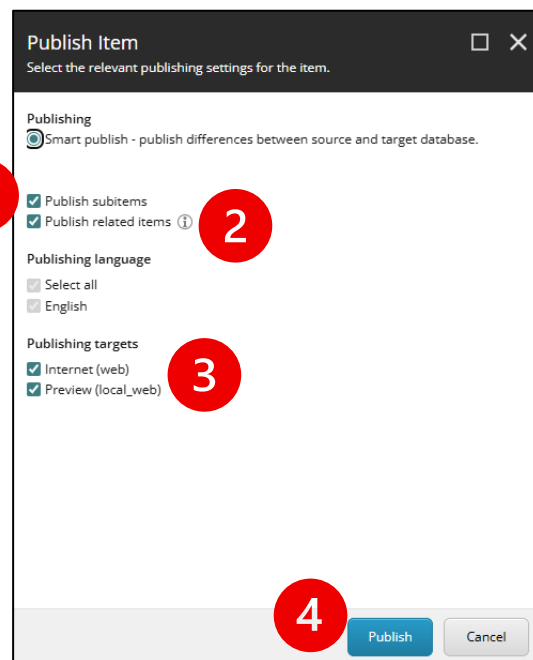 Publish Item
Select the relevant publishing settings for the item.
Publishing
Smart publish - publish differences between source and target database.
Publish subitems
Publish related items
2
Publishing language
Select all
English
Publishing targets
Internet (web)
3
Preview (local_web)
4
Publish
Cancel